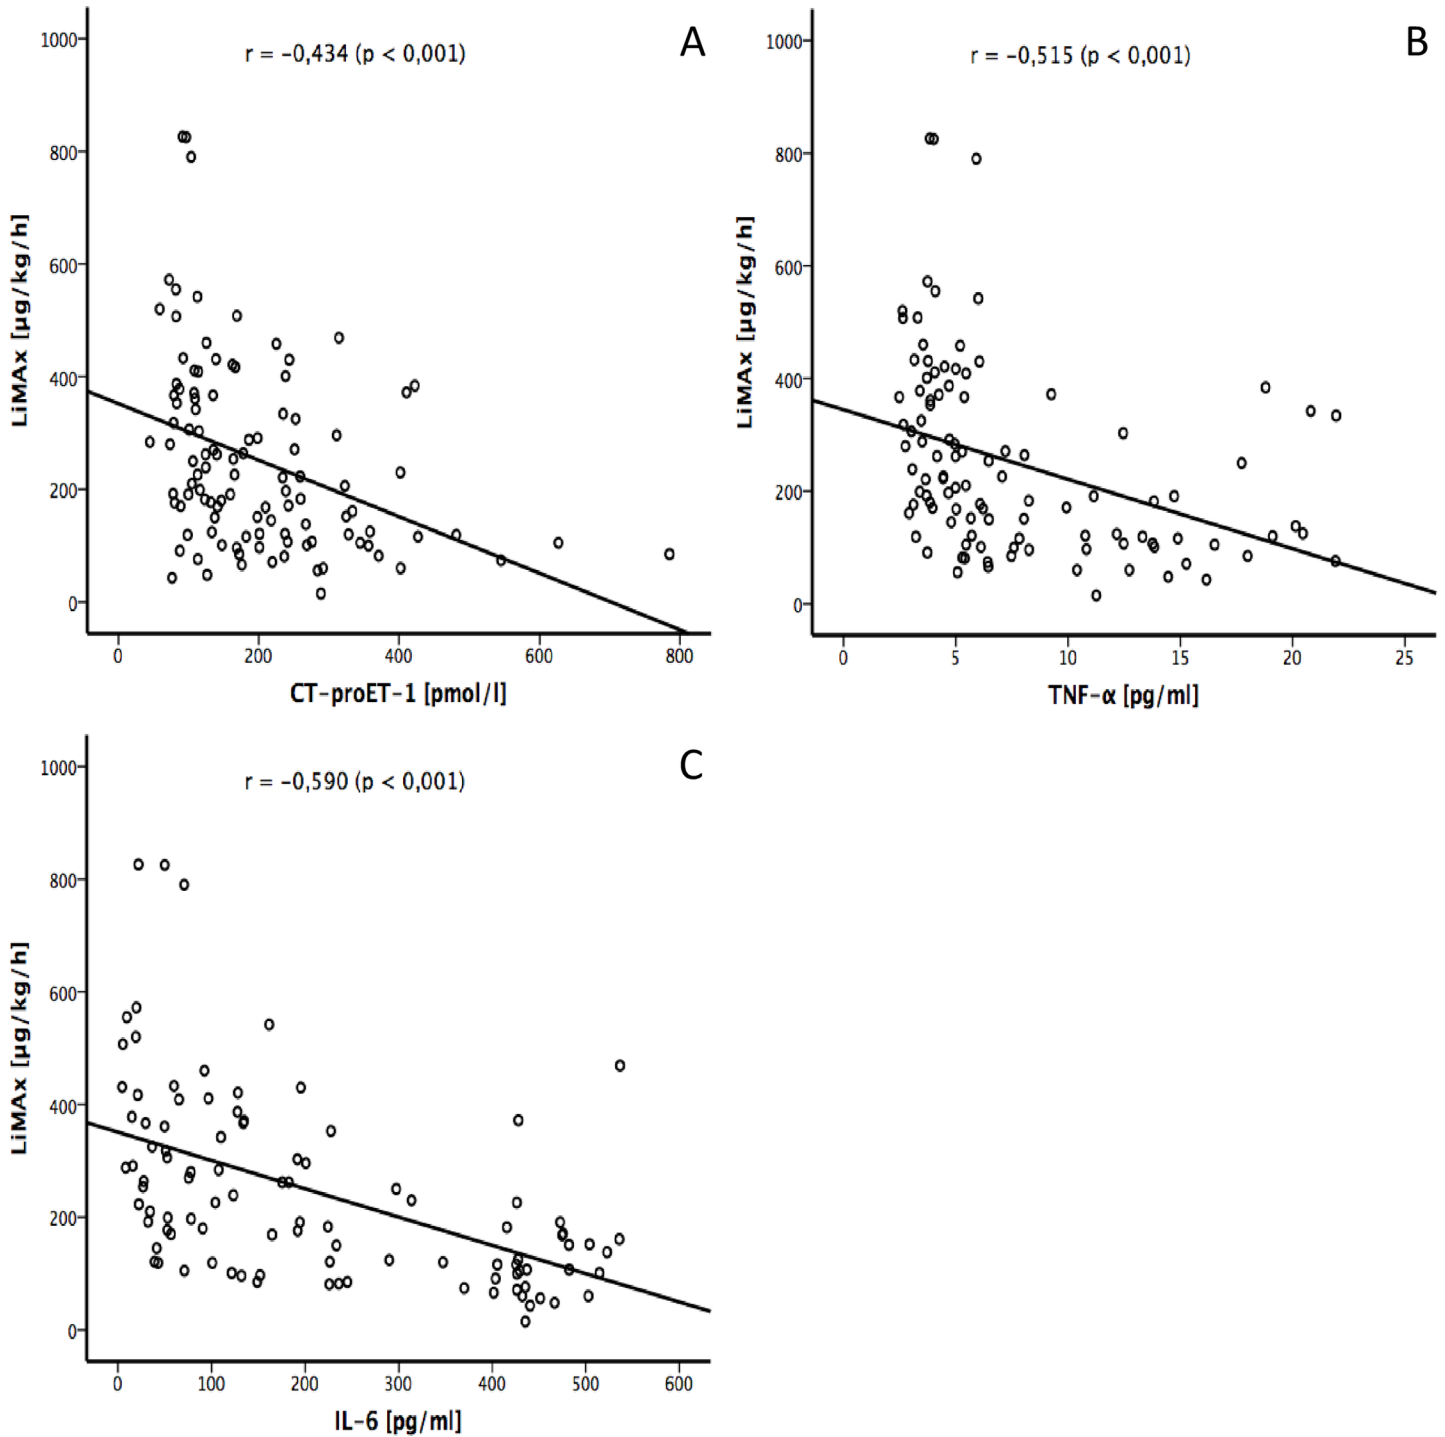 A
r = −0,434 (p < 0,001)
1000
800
600
400
200
0
LiMAx [µg/kg/h]
0 200 400 600 800
CT−proET−1 [pmol/l]
B
r = −0,515 (p < 0,001)
1000
800
600
400
200
0
LiMAx [µg/kg/h]
0 5 10 15 20 25
TNF−α [pg/ml]
C
r = −0,590 (p < 0,001)
1000
800
600
400
200
0
LiMAx [µg/kg/h]
0 100 200 300 400 500 600
IL−6 [pg/ml]